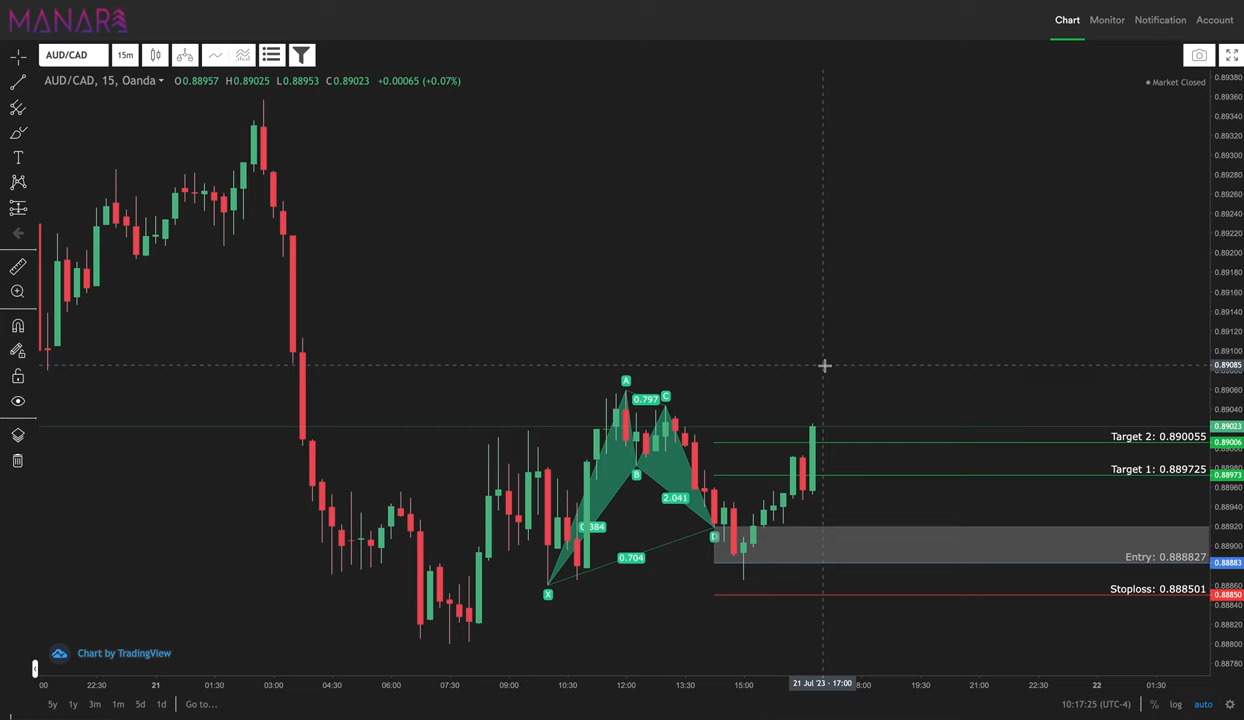 MANAR
Chart Monitor Notification Account
AUD/CAD 15m
AUD/CAD, 15, Oanda O0.88957 H0.89025 L0.88953 C0.89023 +0.00065 (+0.07%)
Market Closed
0.89380
0.89360
0.89340
0.89320
0.89300
0.89280
0.89260
0.89240
0.89220
0.89200
0.89180
0.89160
0.89140
0.89120
0.89100
0.89085
0.89060
0.89040
0.89023
0.89006
0.88973
0.88960
0.88940
0.88920
0.88900
0.88883
0.88860
0.88850
0.88840
0.88820
0.88800
0.88780
A
0.797
C
B
2.041
D
0.704
X
Target 2: 0.890055
Target 1: 0.889725
Entry: 0.888827
Stoploss: 0.888501
Chart by TradingView
00 22:30 21 01:30 03:00 04:30 06:00 07:30 09:00 10:30 12:00 13:30 15:00 21 Jul '23 - 17:00 8:00 19:30 21:00 22:30 22 01:30
5y 1y 3m 1m 5d 1d Go to... 10:17:25 (UTC-4) % log auto